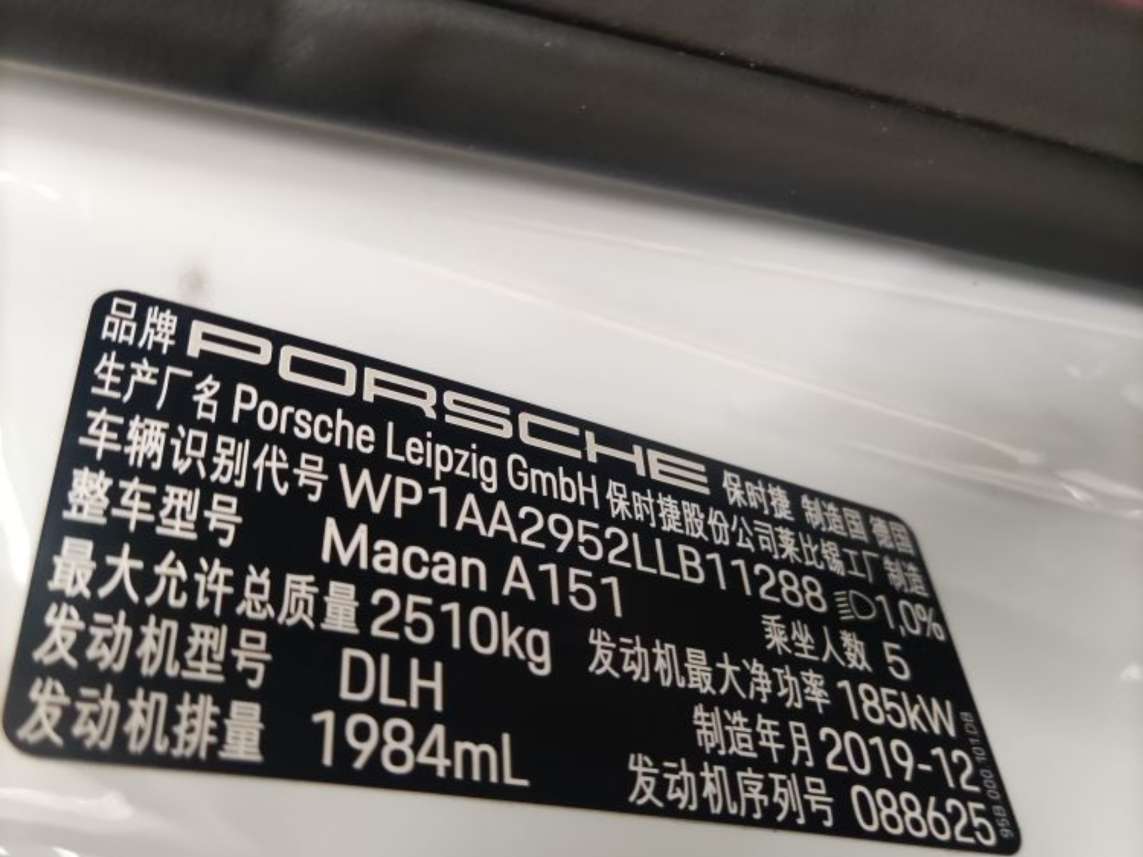 品牌 PORSCHE 保时捷 制造国 德国
生产厂名 Porsche Leipzig GmbH 保时捷股份公司莱比锡工厂制造
车辆识别代号 WP1AA2952LLB11288 1,0%
整车型号 Macan A151 乘坐人数 5
最大允许总质量 2510kg 发动机最大净功率 185kW
发动机型号 DLH 制造年月 2019-12
发动机排量 1984mL 发动机序列号 088625
95B.000.101.DB